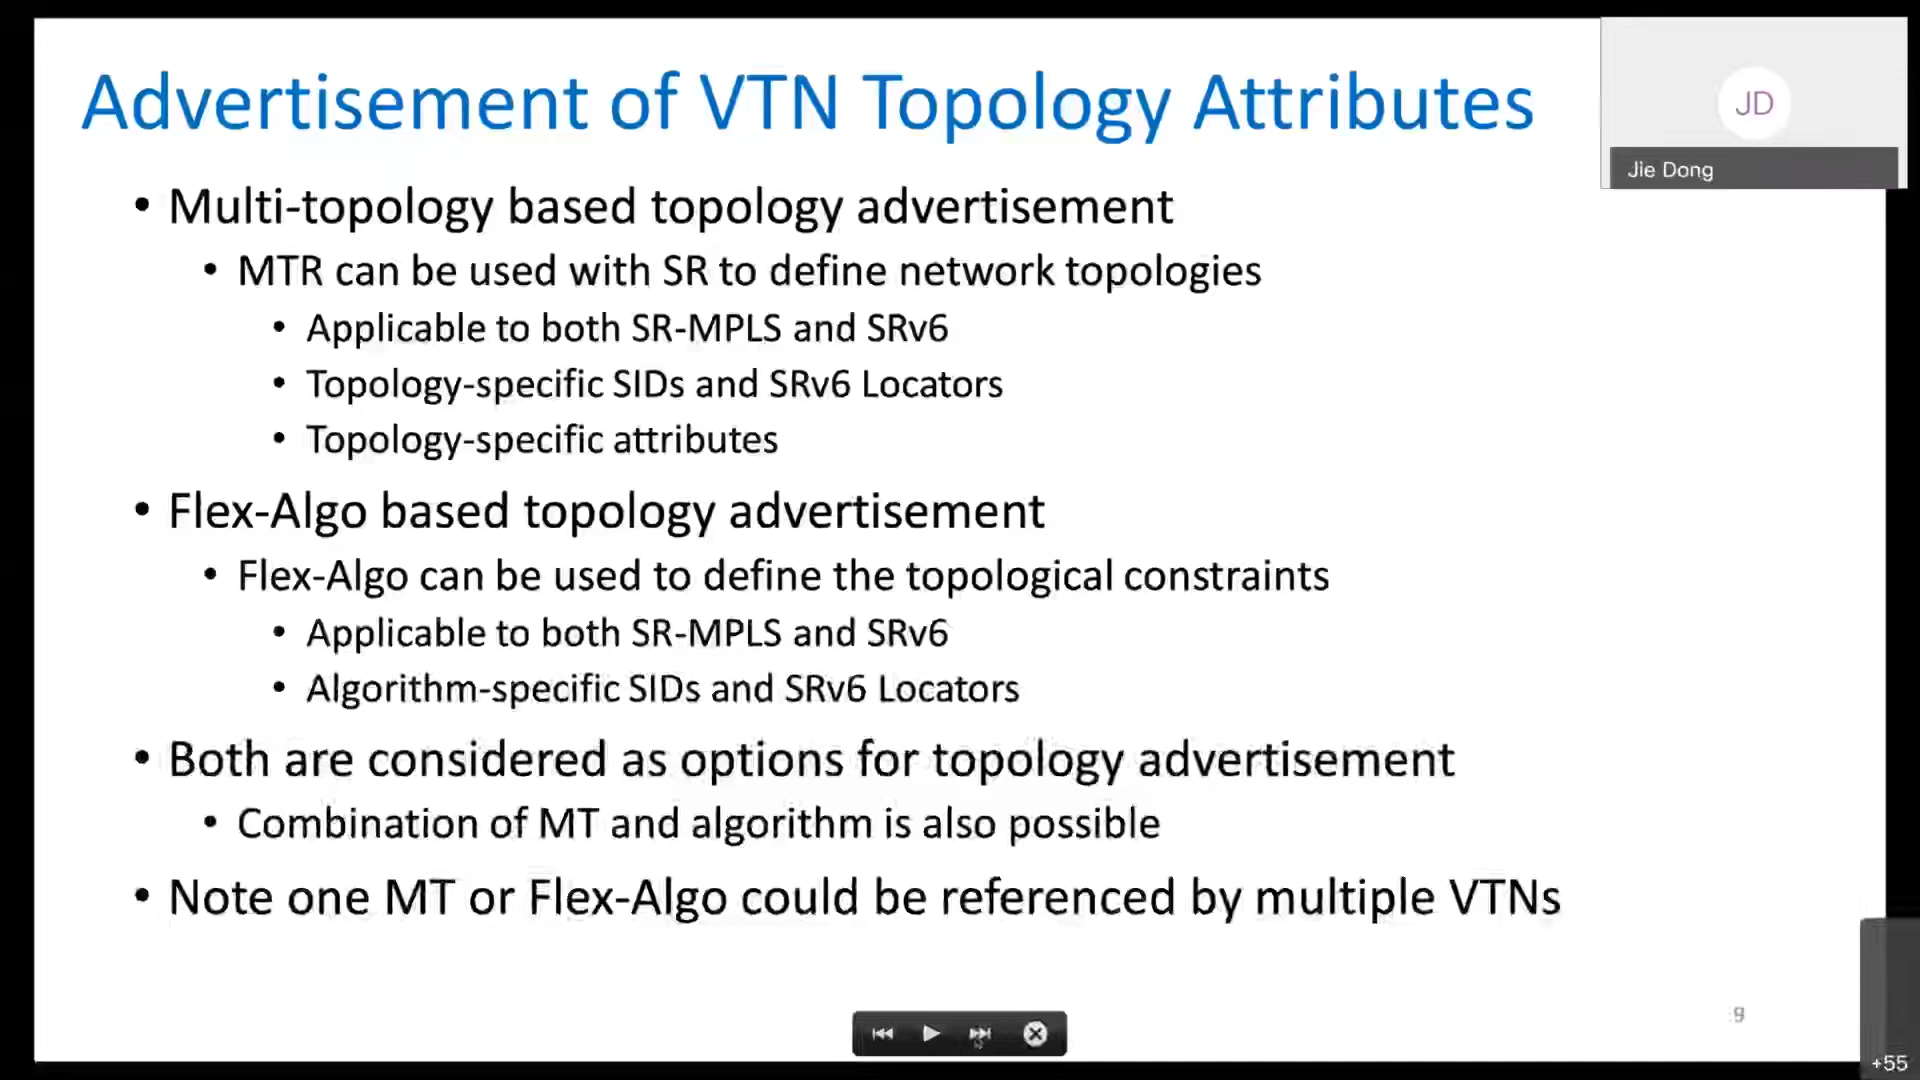 Advertisement of VTN Topology Attributes
JD
Jie Dong
• Multi-topology based topology advertisement
• MTR can be used with SR to define network topologies
• Applicable to both SR-MPLS and SRv6
• Topology-specific SIDs and SRv6 Locators
• Topology-specific attributes
• Flex-Algo based topology advertisement
• Flex-Algo can be used to define the topological constraints
• Applicable to both SR-MPLS and SRv6
• Algorithm-specific SIDs and SRv6 Locators
• Both are considered as options for topology advertisement
• Combination of MT and algorithm is also possible
• Note one MT or Flex-Algo could be referenced by multiple VTNs
9
+55